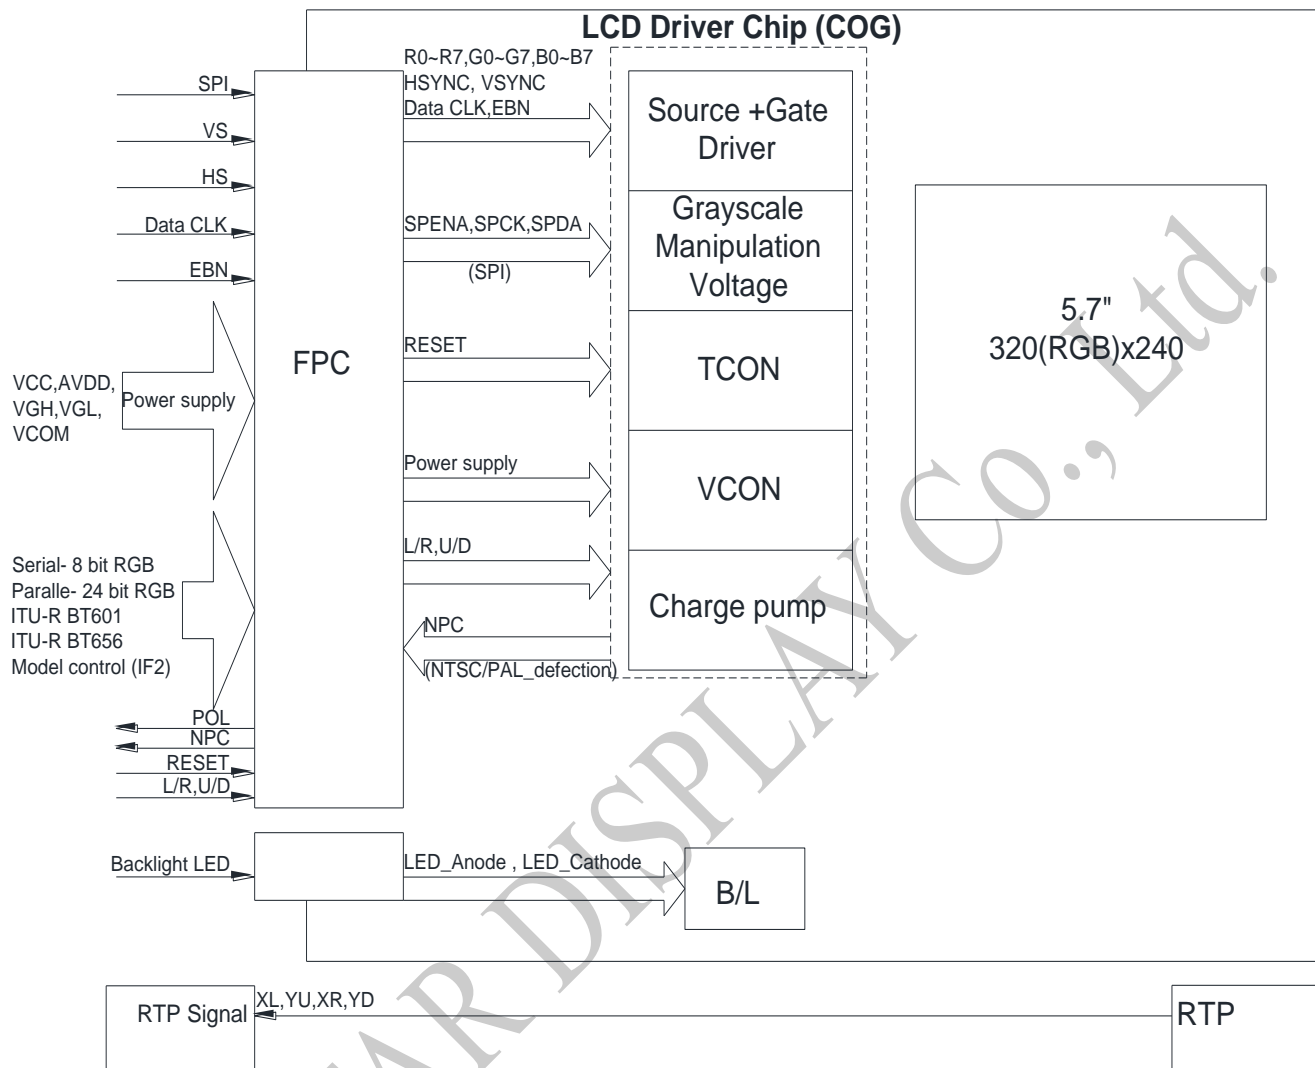 LCD Driver Chip (COG)
R0~R7,G0~G7,B0~B7
HSYNC, VSYNC
Data CLK,EBN
SPI
VS
HS
Data CLK
EBN
VCC,AVDD,
VGH,VGL,
VCOM
Power supply
Serial- 8 bit RGB
Paralle- 24 bit RGB
ITU-R BT601
ITU-R BT656
Model control (IF2)
POL
NPC
RESET
L/R,U/D
FPC
SPENA,SPCK,SPDA
(SPI)
RESET
Power supply
L/R,U/D
NPC
(NTSC/PAL_defection)
Source +Gate
Driver
Grayscale
Manipulation
Voltage
TCON
VCON
Charge pump
5.7"
320(RGB)x240
Backlight LED
LED_Anode , LED_Cathode
B/L
RTP Signal
XL,YU,XR,YD
RTP
TAR DISPLAY Co., Ltd.